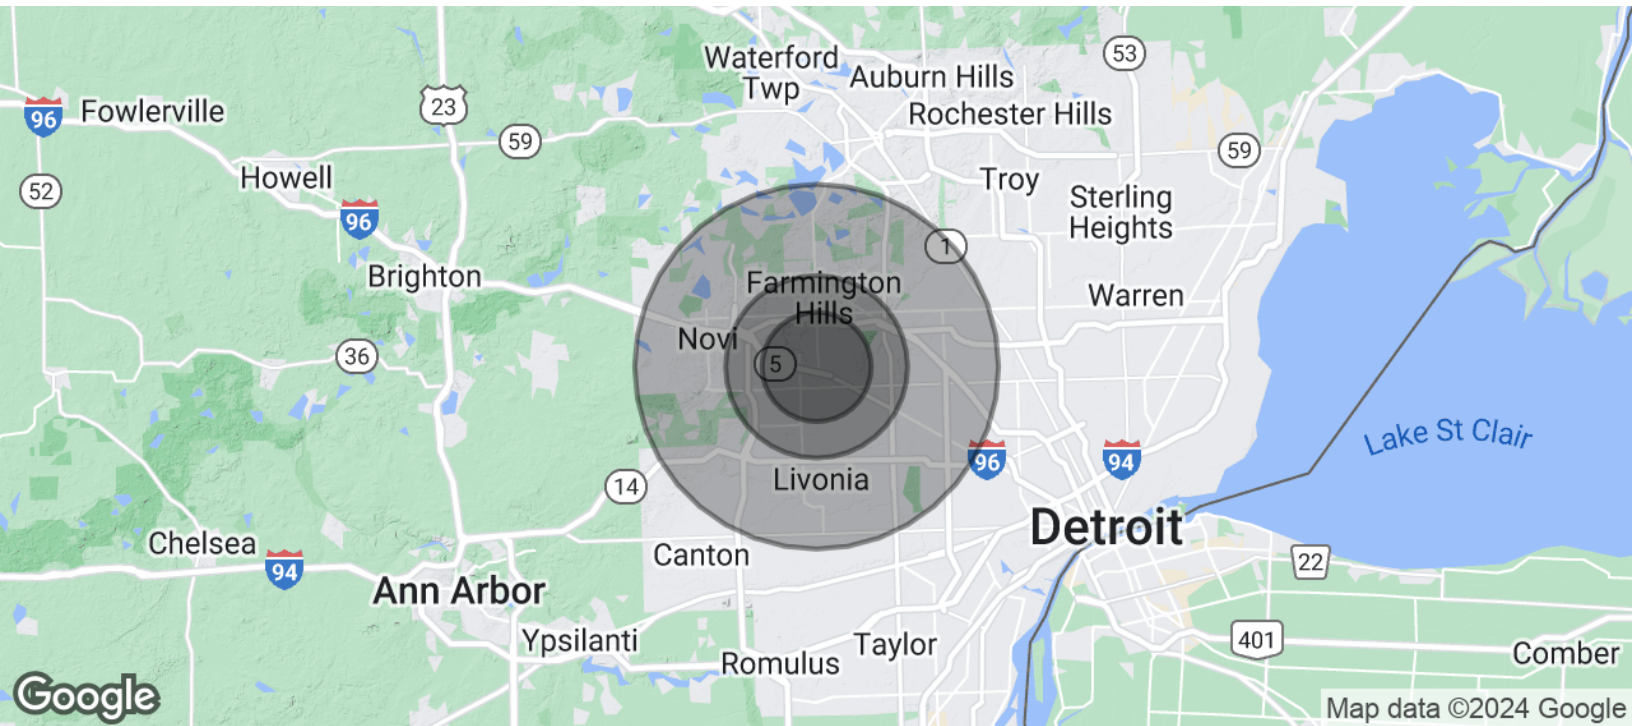 Waterford
Twp
53
Auburn Hills
Rochester Hills
96
Fowlerville
23
59
59
52
Howell
Troy
Sterling
Heights
96
1
Brighton
Farmington
Hills
Warren
Novi
36
5
Lake St Clair
96
94
Livonia
14
Detroit
Chelsea
94
Canton
22
Ann Arbor
Ypsilanti
Taylor
401
Romulus
Comber
Google
Map data ©2024 Google